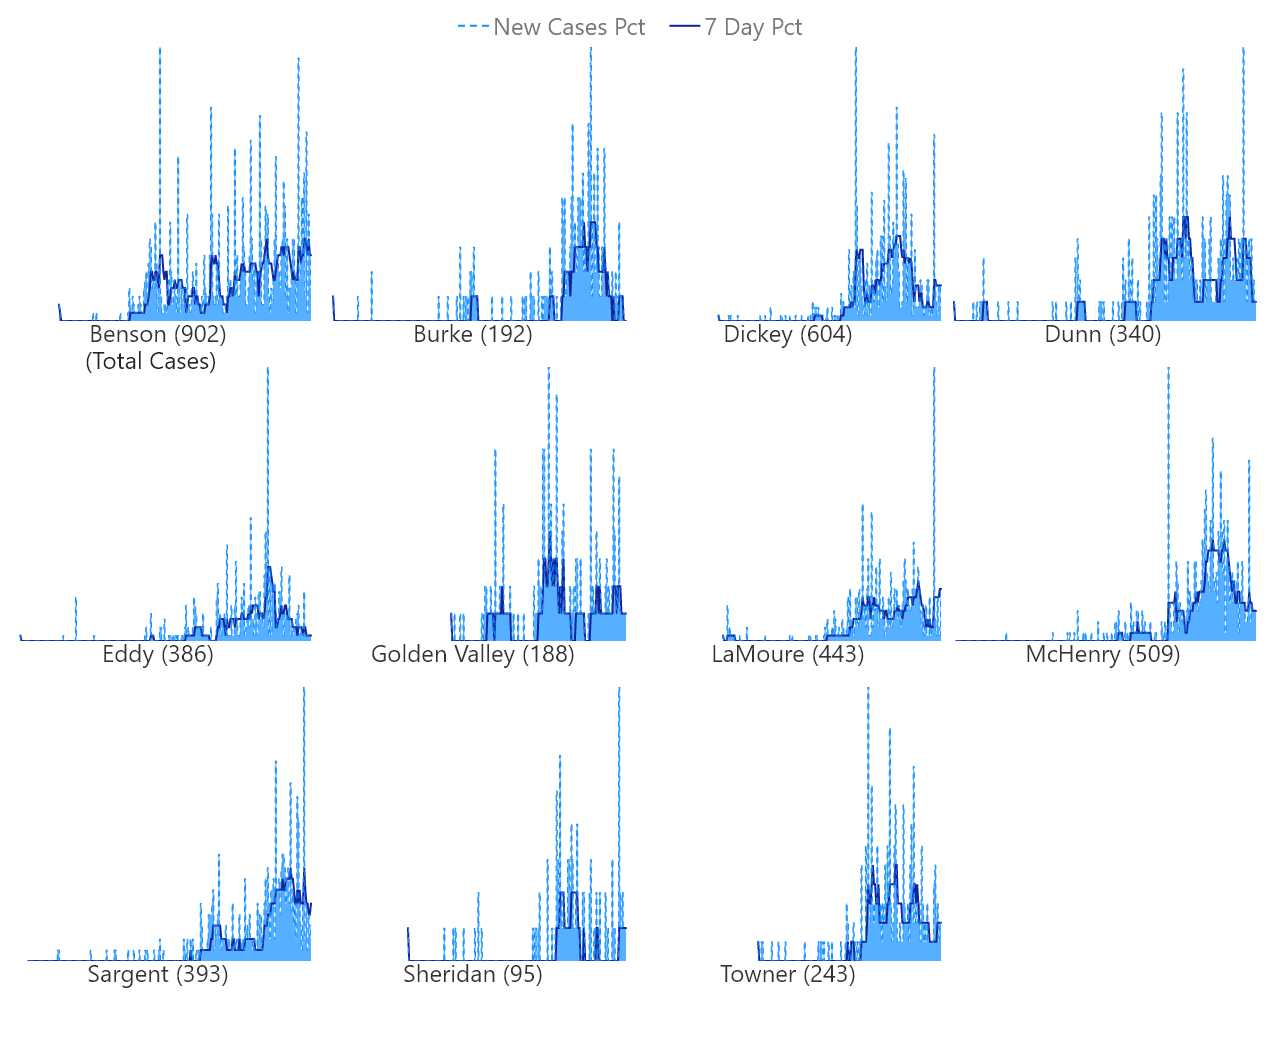 New Cases Pct 7 Day Pct
Benson (902) Burke (192) Dickey (604) Dunn (340)
(Total Cases)
Eddy (386) Golden Valley (188) LaMoure (443) McHenry (509)
Sargent (393) Sheridan (95) Towner (243)